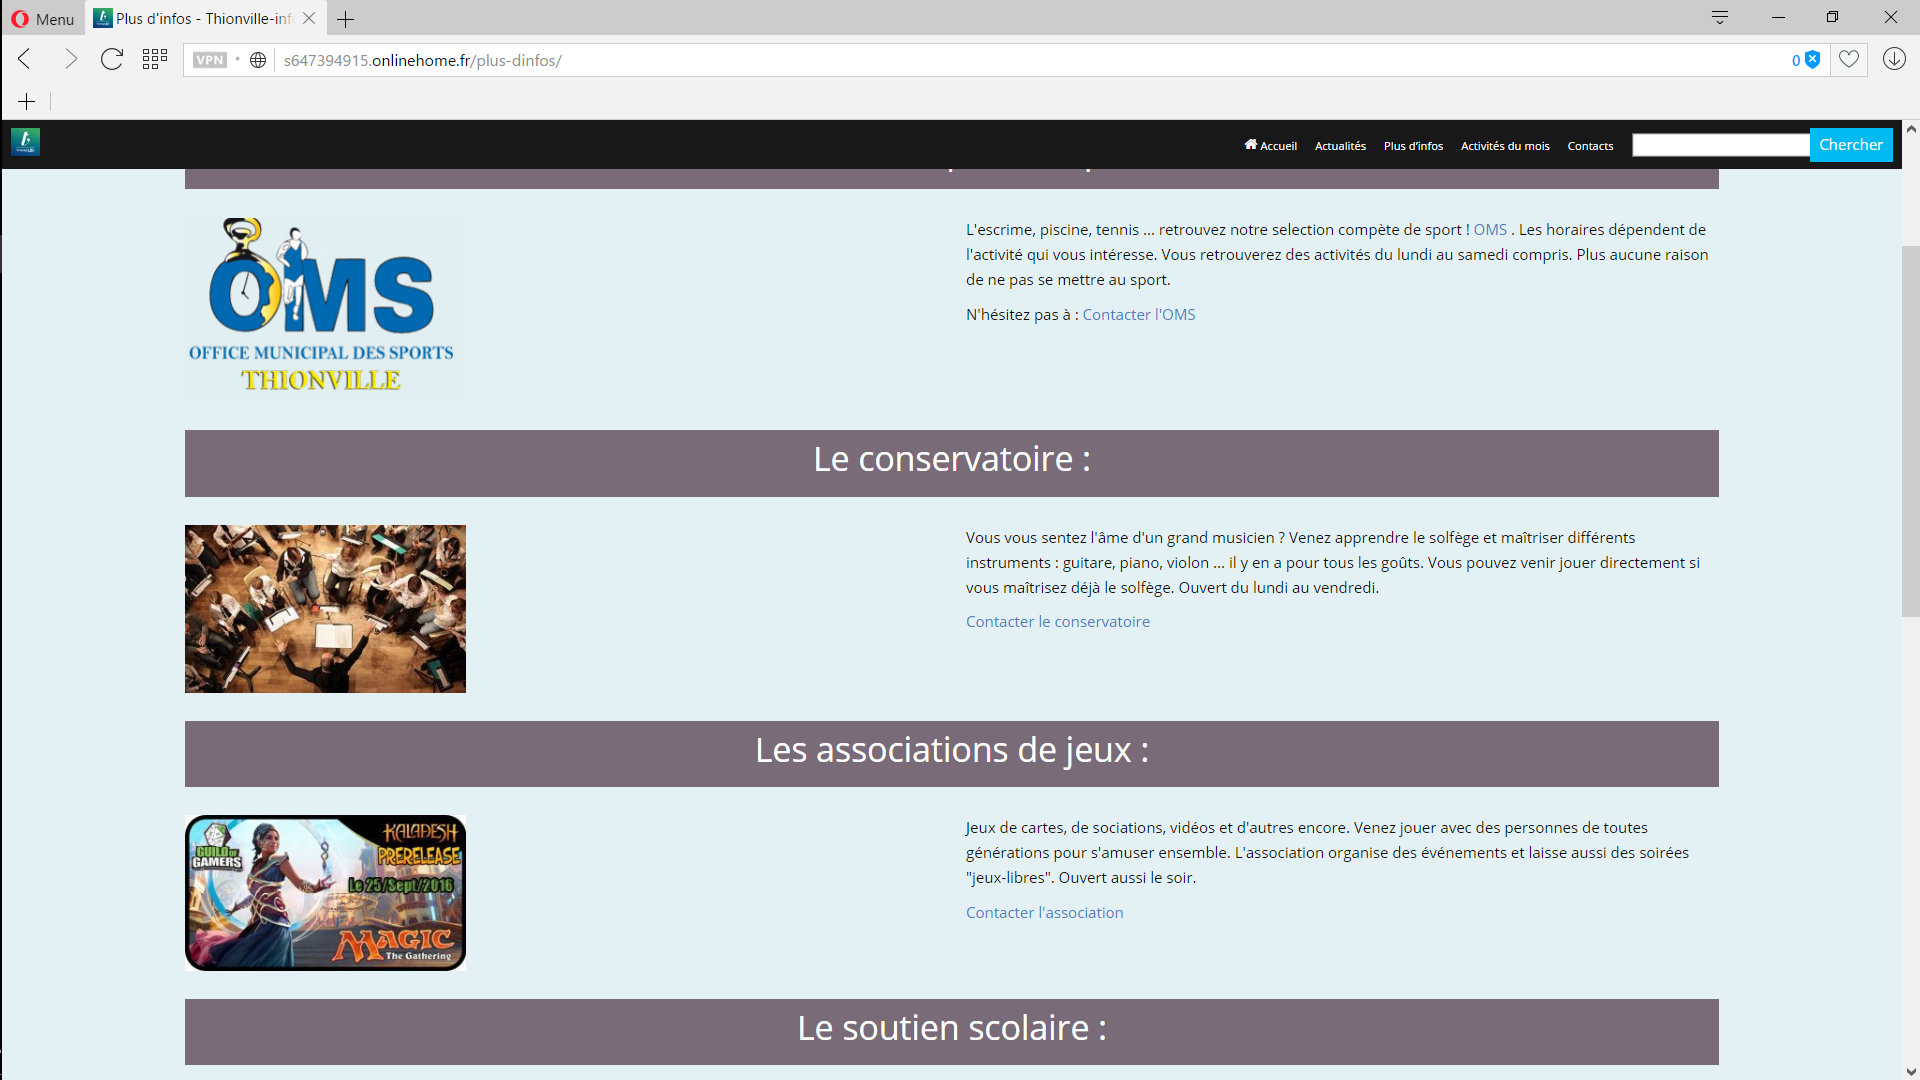 Menu
Plus d'infos - Thionville-inf
VPN
s647394915.onlinehome.fr/plus-dinfos/
0
Accueil
Actualités
Plus d'infos
Activités du mois
Contacts
Chercher
OMS
OFFICE MUNICIPAL DES SPORTS
THIONVILLE
L'escrime, piscine, tennis ... retrouvez notre selection compète de sport ! OMS . Les horaires dépendent de
l'activité qui vous intéresse. Vous retrouverez des activités du lundi au samedi compris. Plus aucune raison
de ne pas se mettre au sport.
N'hésitez pas à : Contacter l'OMS
Le conservatoire :
Vous vous sentez l'âme d'un grand musicien ? Venez apprendre le solfège et maîtriser différents
instruments : guitare, piano, violon ... il y en a pour tous les goûts. Vous pouvez venir jouer directement si
vous maîtrisez déjà le solfège. Ouvert du lundi au vendredi.
Contacter le conservatoire
Les associations de jeux :
GUILD OF
GAMERS
KALADESH
PRERELEASE
Le 25/Sept/2016
MAGIC
The Gathering
Jeux de cartes, de sociations, vidéos et d'autres encore. Venez jouer avec des personnes de toutes
générations pour s'amuser ensemble. L'association organise des événements et laisse aussi des soirées
"jeux-libres". Ouvert aussi le soir.
Contacter l'association
Le soutien scolaire :